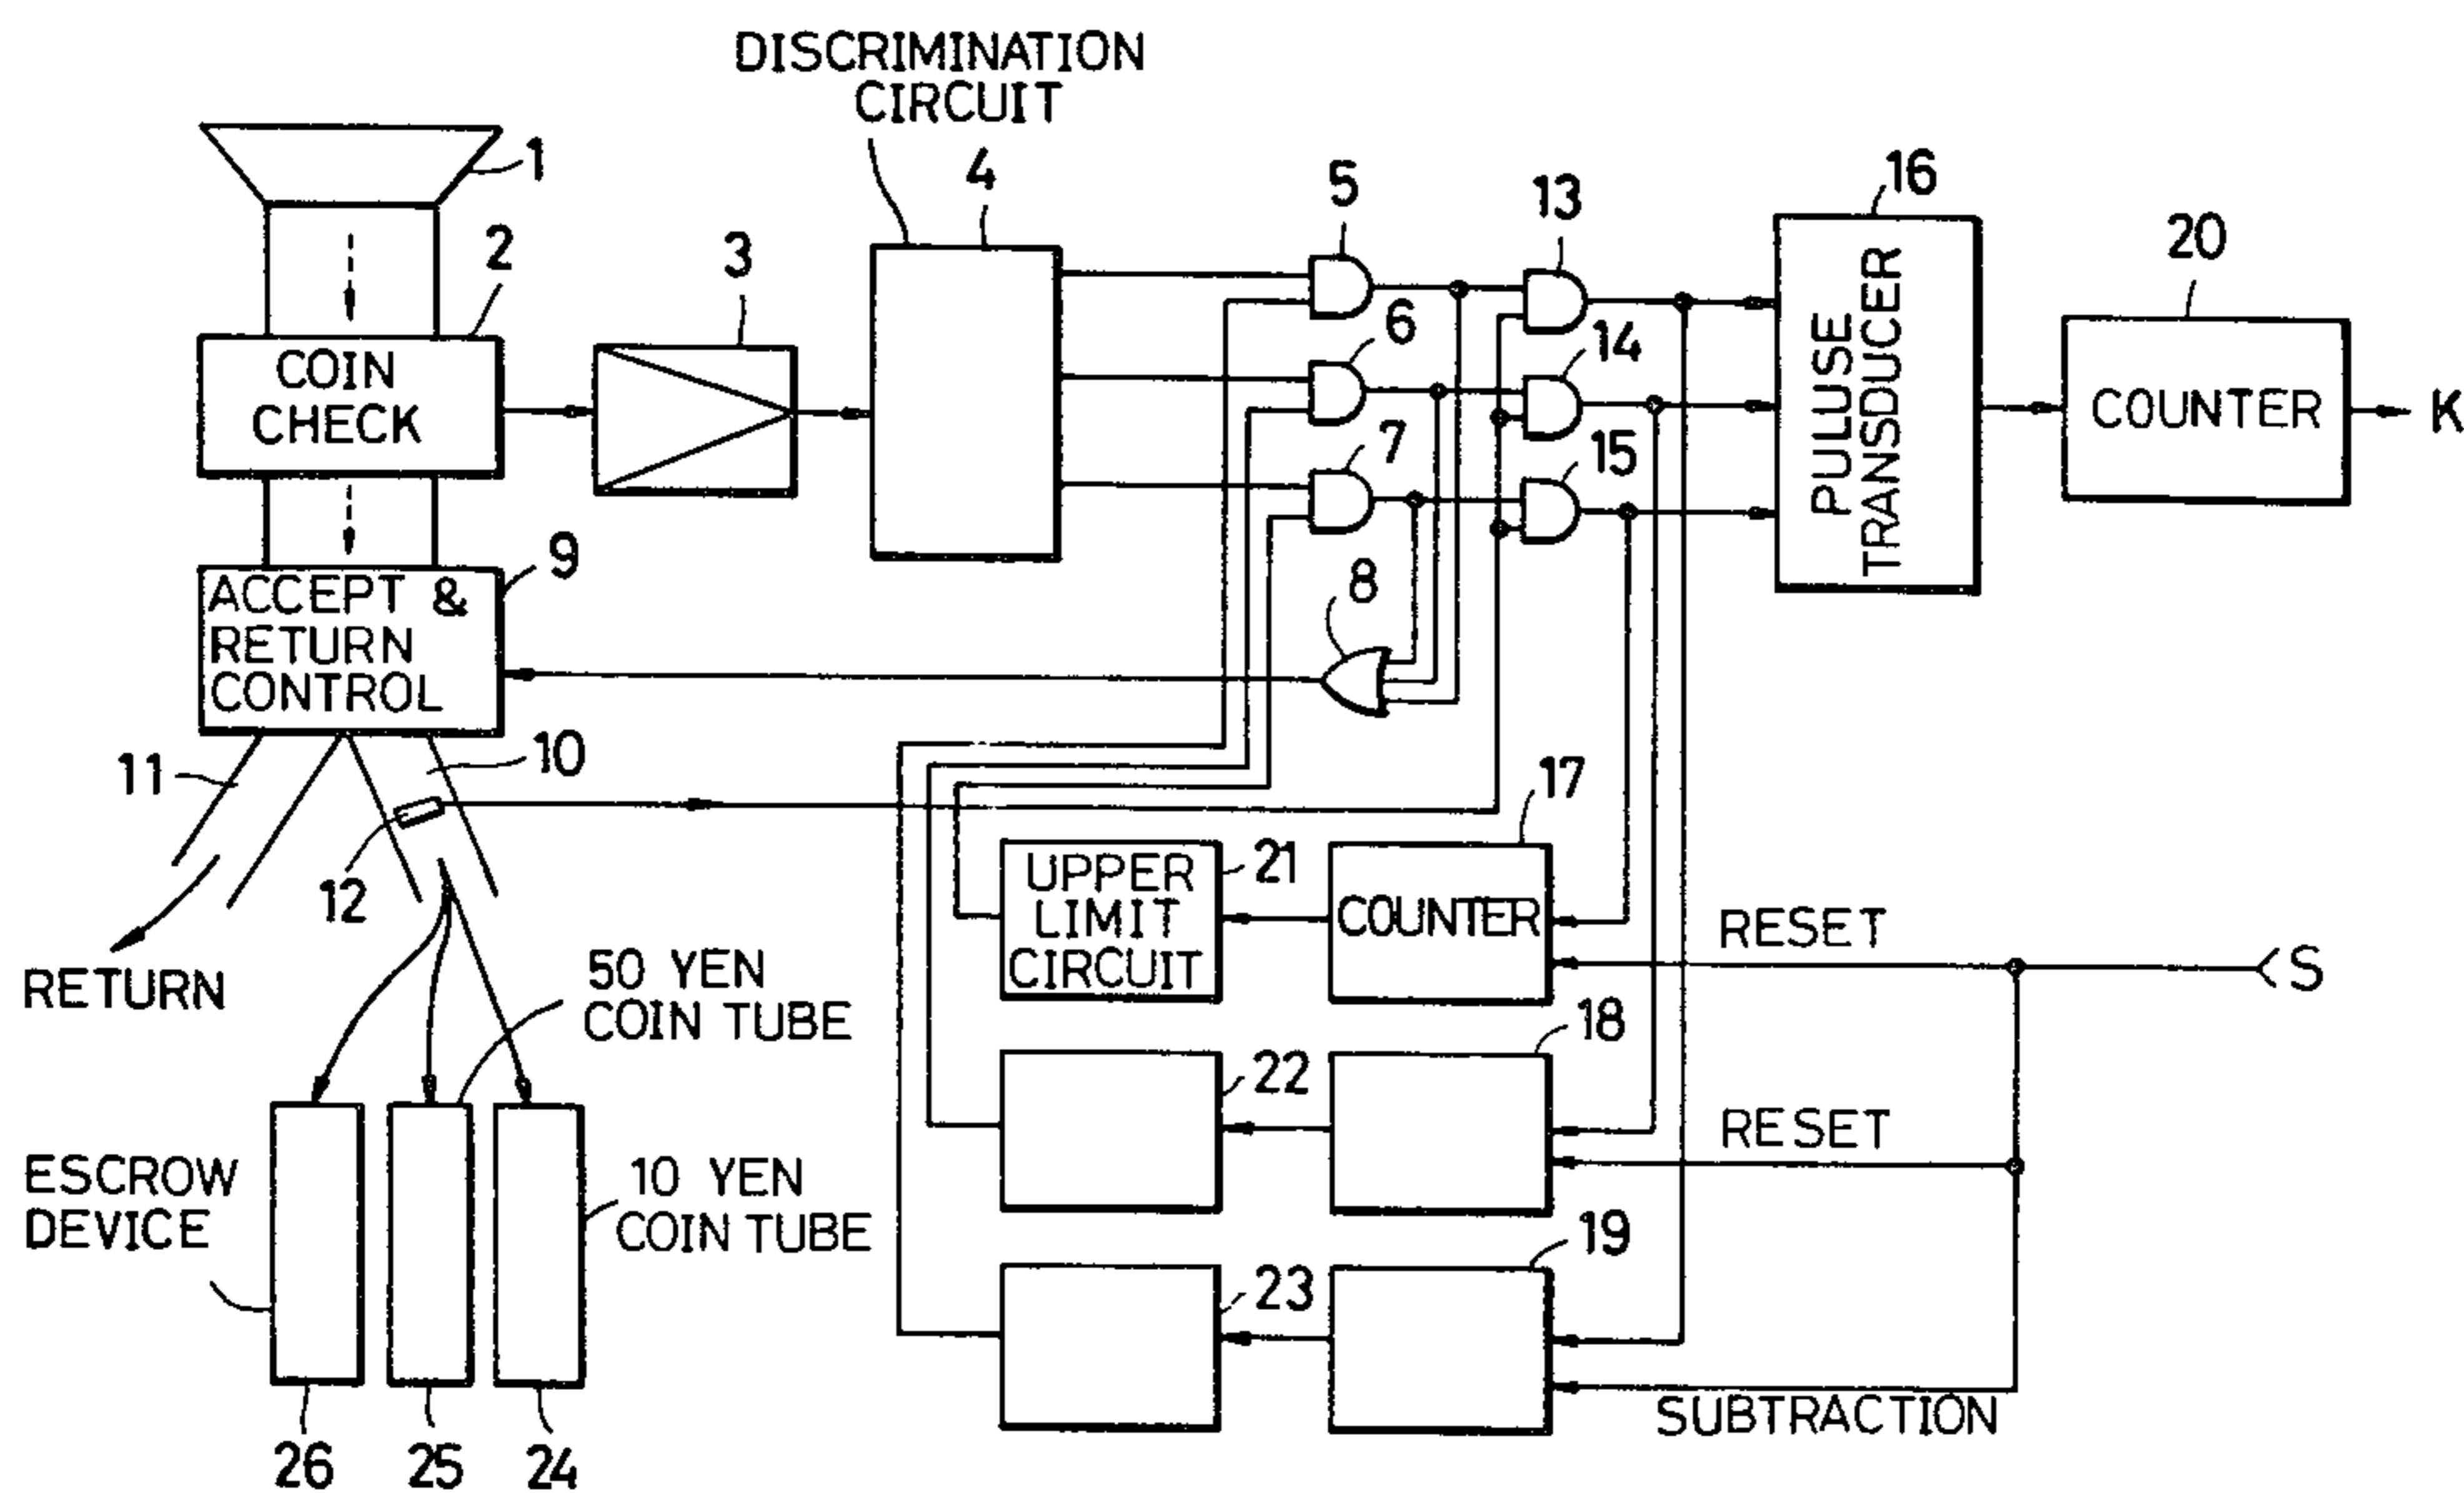 DISCRIMINATION
CIRCUIT
1
2
3
4
5
6
7
8
13
14
15
16
20
COIN
CHECK
PULUSE
TRANSDUCER
COUNTER
K
9
ACCEPT &
RETURN
CONTROL
11
10
12
RETURN
17
UPPER
LIMIT
CIRCUIT
21
COUNTER
RESET
S
50 YEN
COIN TUBE
18
22
RESET
ESCROW
DEVICE
10 YEN
COIN TUBE
19
23
SUBTRACTION
26
25
24